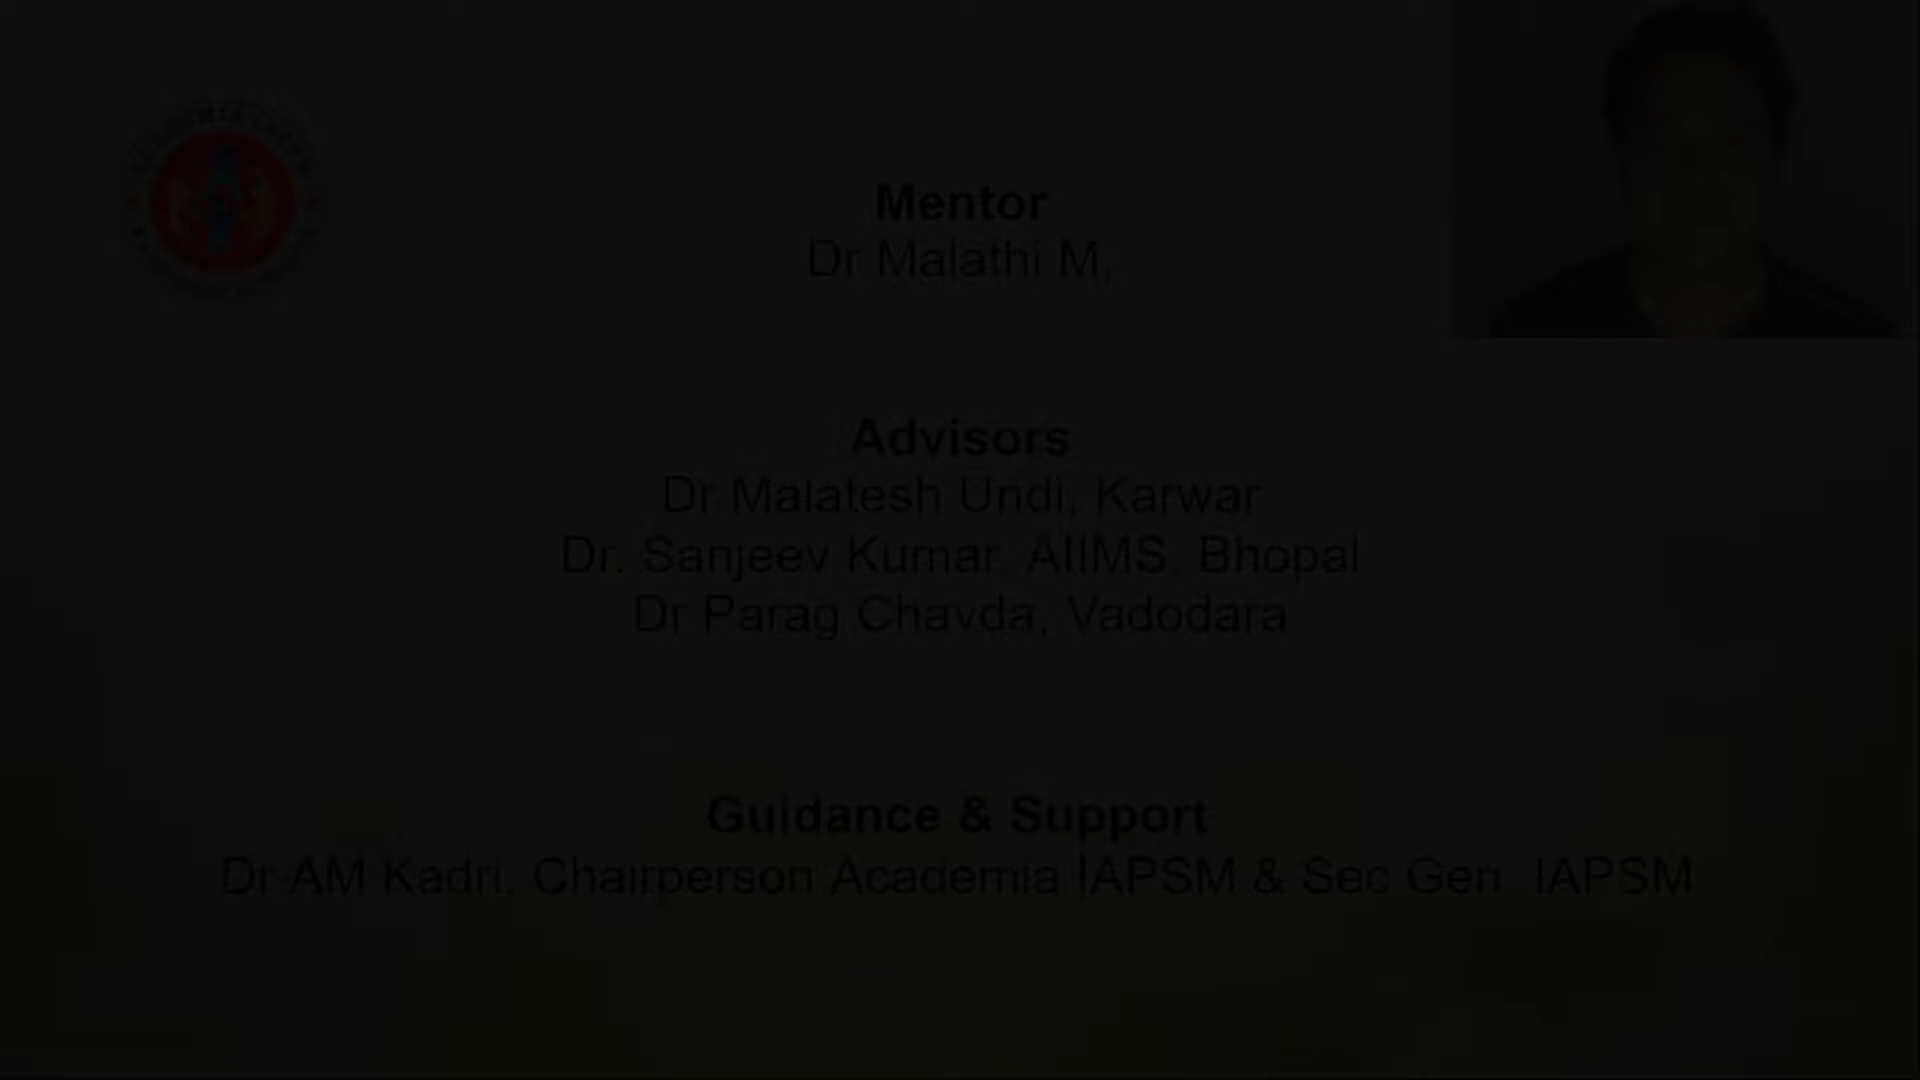 Mentor
Dr Malathi M,
Advisors
Dr Malatesh Undi, Karwar
Dr. Sanjeev Kumar, AIIMS, Bhopal
Dr Parag Chavda, Vadodara
Guidance & Support
Dr AM Kadri, Chairperson Academia IAPSM & Sec Gen IAPSM